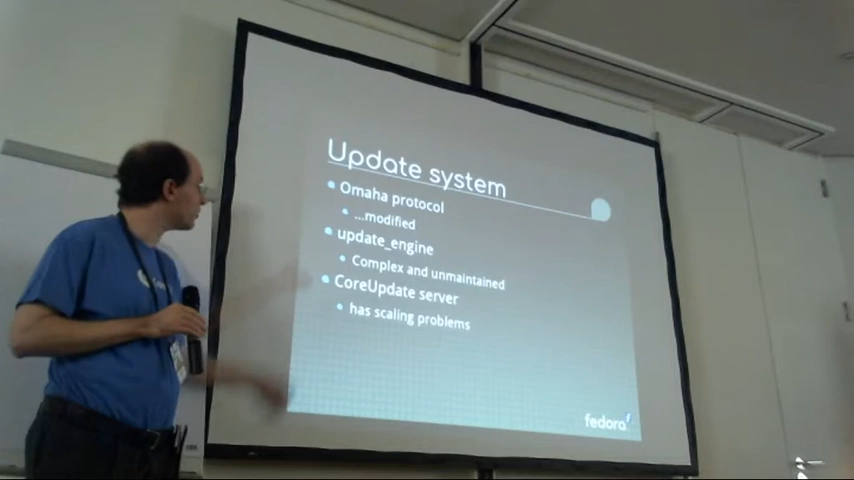 Update system
Omaha protocol
...modified
update_engine
Complex and unmaintained
CoreUpdate server
has scaling problems
fedora